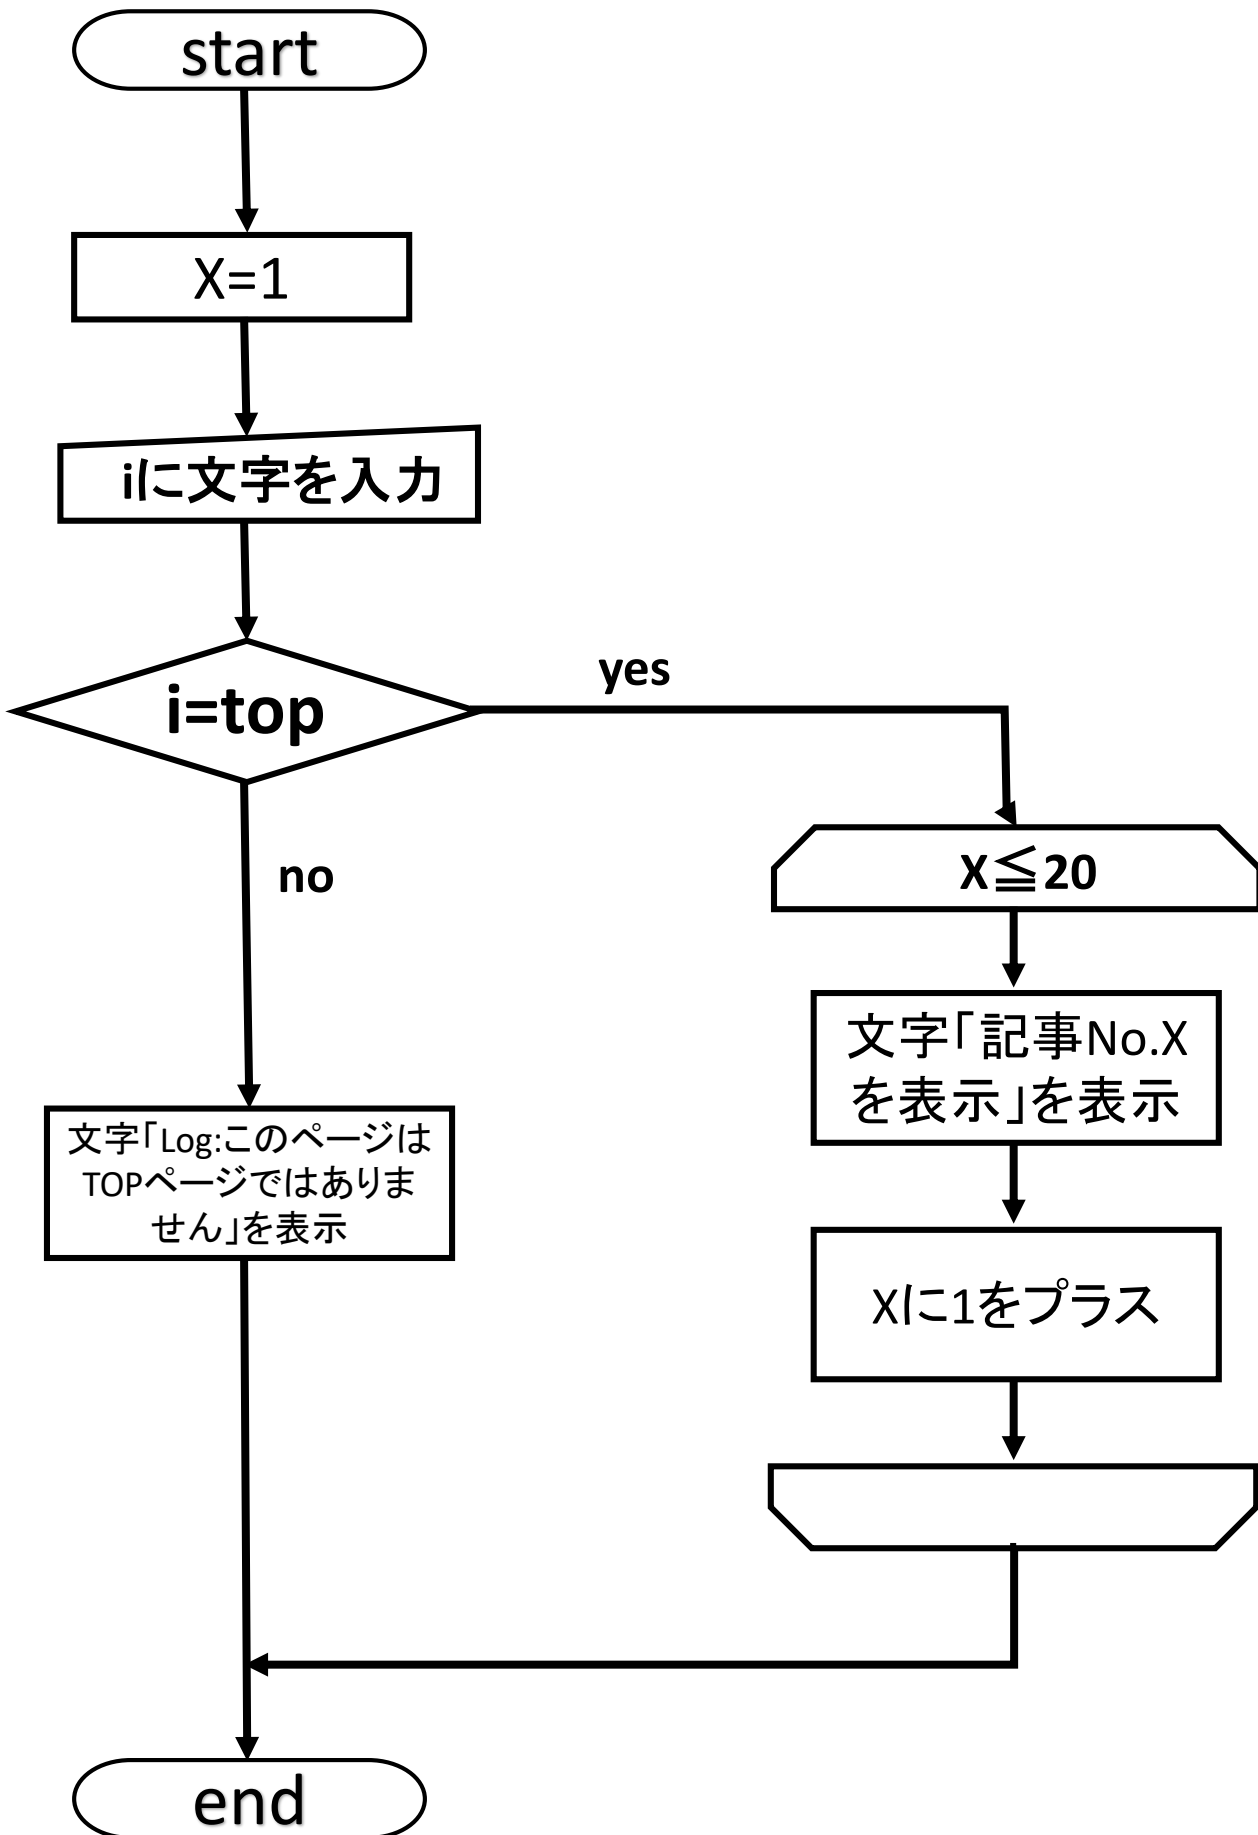 start
X=1
iに文字を入力
i=top
yes
no
X≦20
文字「記事No.X
を表示」を表示
Xに1をプラス
文字「Log:このページは
TOPページではありま
せん」を表示
end